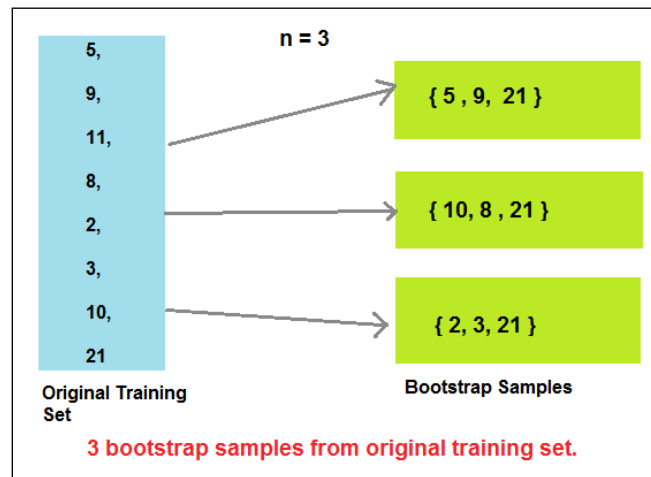 n = 3
5,
9,
11,
8,
2,
3,
10,
21
Original Training
Set
{ 5 , 9, 21 }
{ 10, 8 , 21 }
{ 2, 3, 21 }
Bootstrap Samples
3 bootstrap samples from original training set.